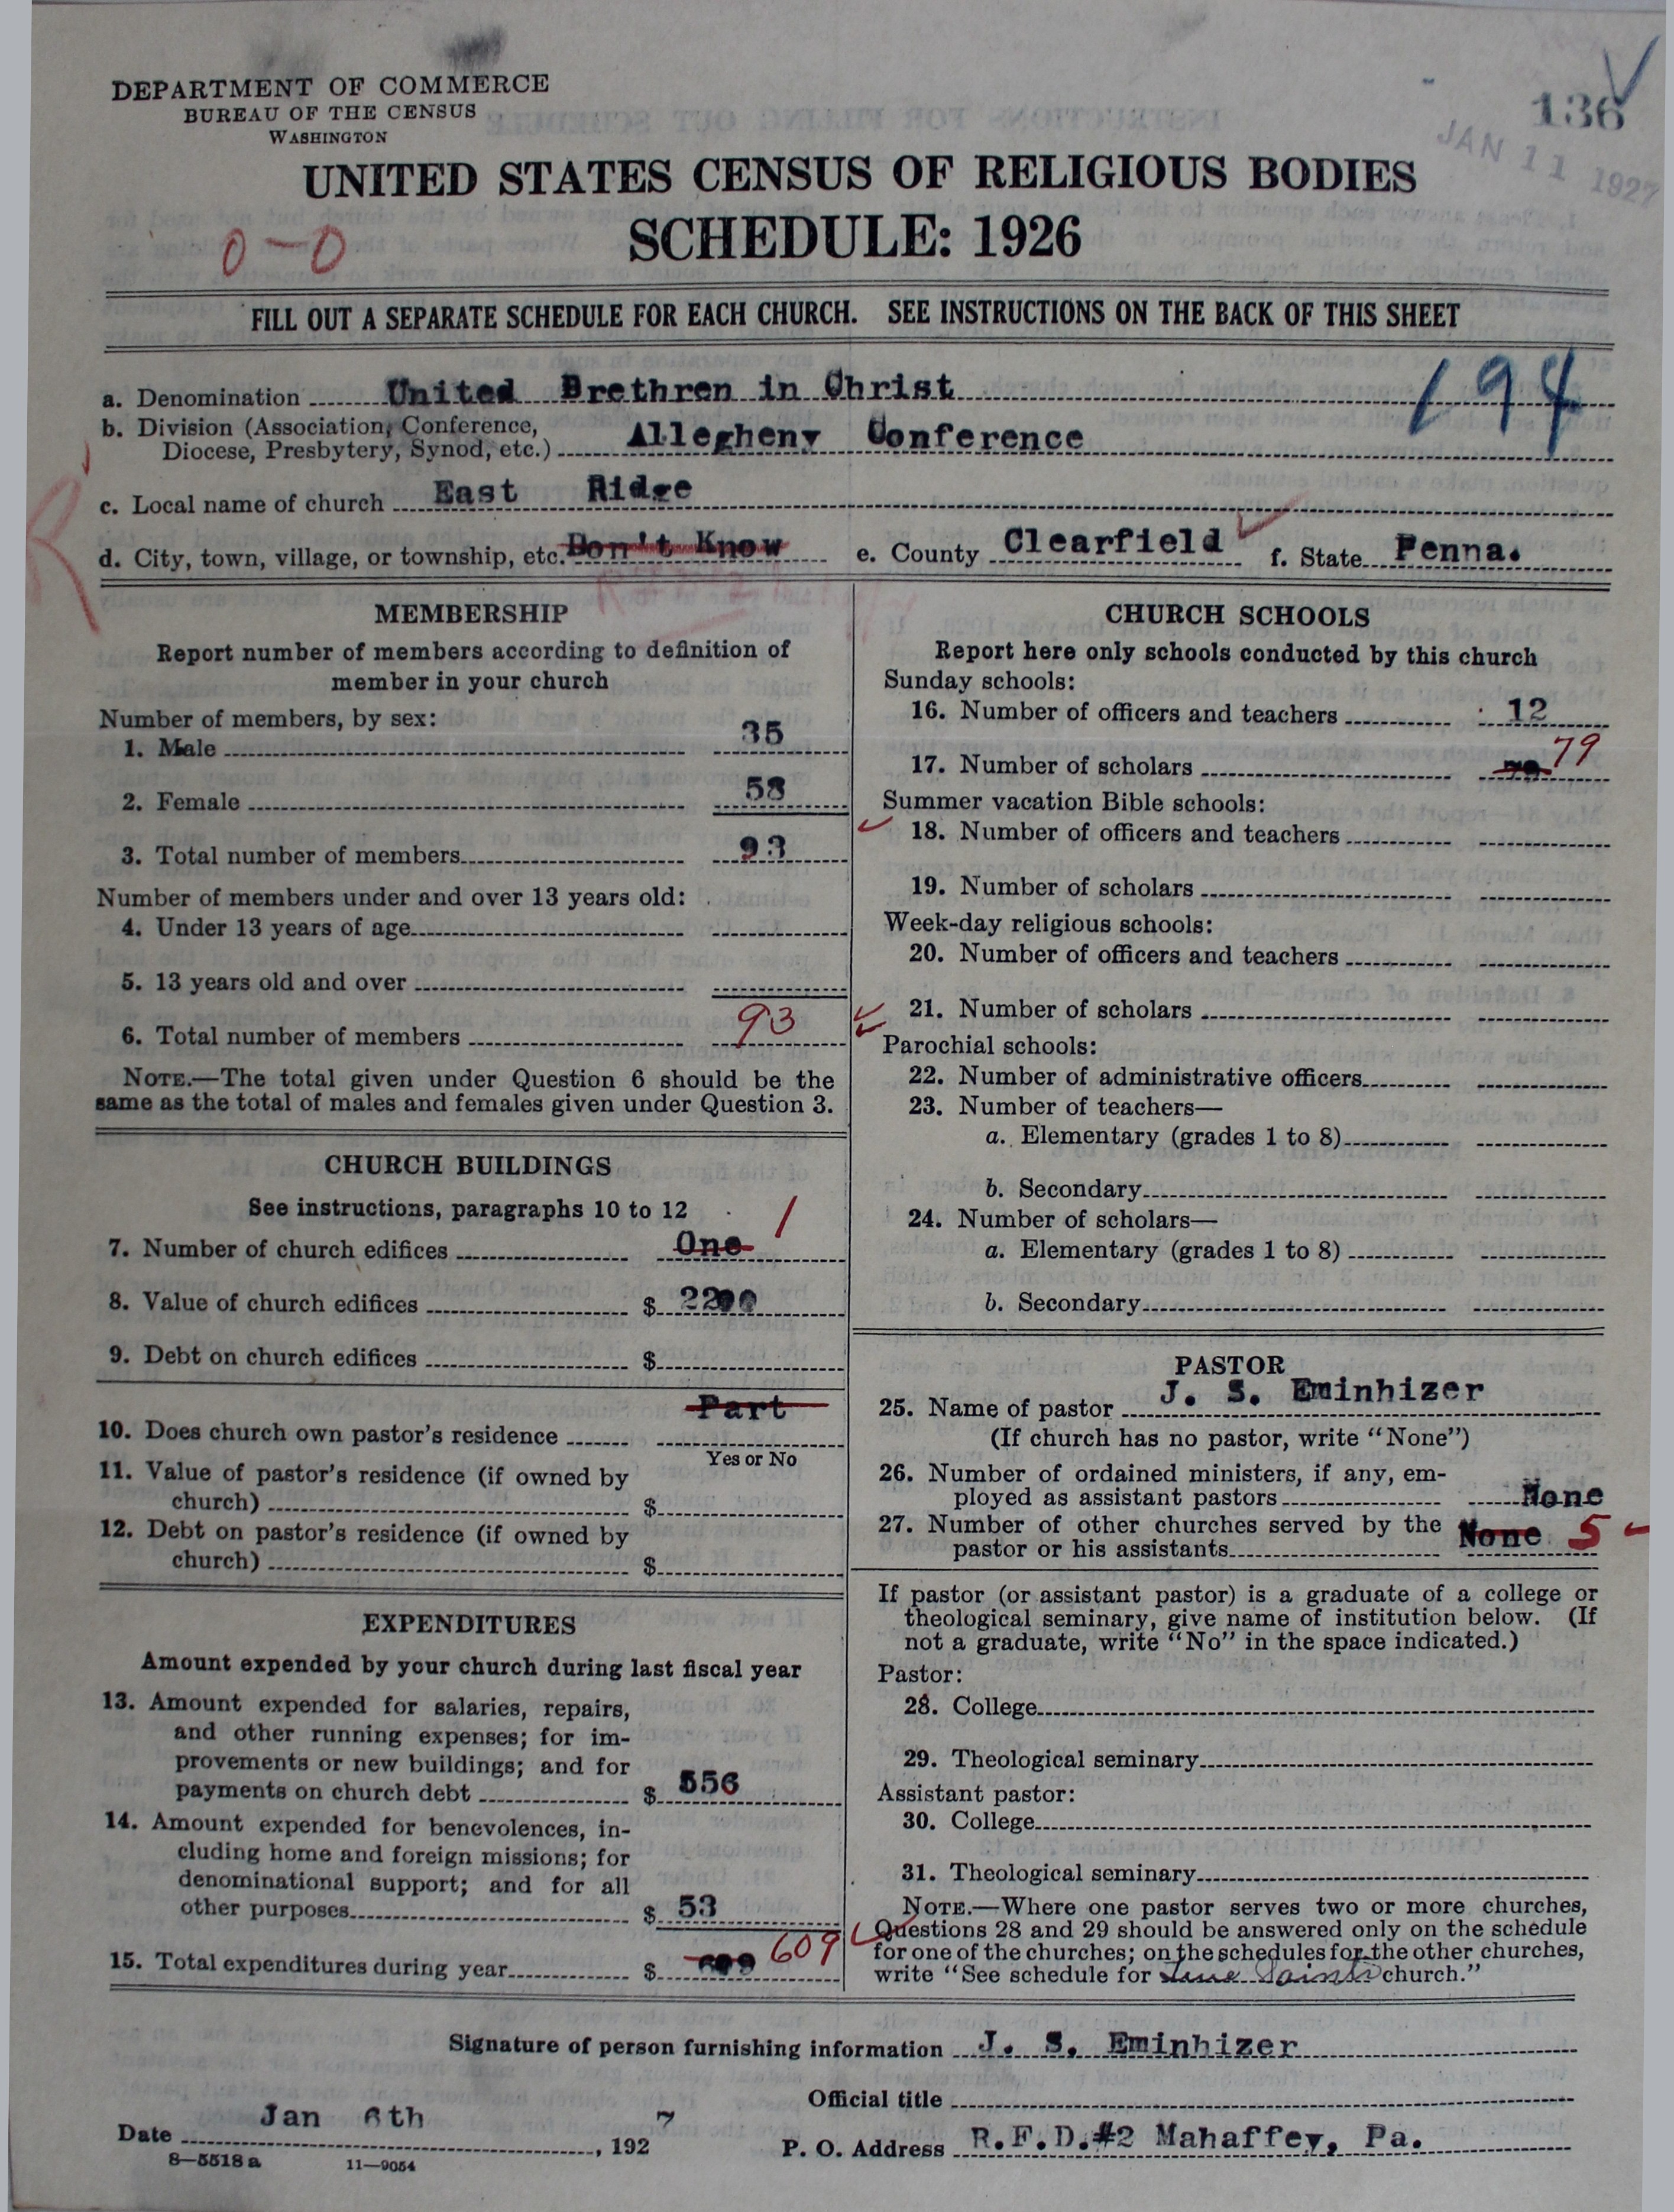 DEPARTMENT OF COMMERCE
BUREAU OF THE CENSUS
WASHINGTON
136
JAN 11 1927
UNITED STATES CENSUS OF RELIGIOUS BODIES
SCHEDULE: 1926
0-0
FILL OUT A SEPARATE SCHEDULE FOR EACH CHURCH. SEE INSTRUCTIONS ON THE BACK OF THIS SHEET
194
a. Denomination United Brethren in Christ
b. Division (Association, Conference,
Diocese, Presbytery, Synod, etc.) Allegheny Conference
c. Local name of church East Ridge
R
d. City, town, village, or township, etc. Don't Know e. County Clearfield f. State Penna.
MEMBERSHIP
Report number of members according to definition of
member in your church
Number of members, by sex:
1. Male 35
2. Female 58
3. Total number of members 93
Number of members under and over 13 years old:
4. Under 13 years of age
5. 13 years old and over
6. Total number of members 93
NOTE.—The total given under Question 6 should be the
same as the total of males and females given under Question 3.
CHURCH BUILDINGS
See instructions, paragraphs 10 to 12
7. Number of church edifices One 1
8. Value of church edifices $ 2200
9. Debt on church edifices $
Part
10. Does church own pastor's residence
Yes or No
11. Value of pastor's residence (if owned by
church) $
12. Debt on pastor's residence (if owned by
church) $
EXPENDITURES
Amount expended by your church during last fiscal year
13. Amount expended for salaries, repairs,
and other running expenses; for im-
provements or new buildings; and for
payments on church debt $ 556
14. Amount expended for benevolences, in-
cluding home and foreign missions; for
denominational support; and for all
other purposes $ 53
15. Total expenditures during year $ 609 609
CHURCH SCHOOLS
Report here only schools conducted by this church
Sunday schools:
16. Number of officers and teachers 12
17. Number of scholars 79 79
Summer vacation Bible schools:
18. Number of officers and teachers
19. Number of scholars
Week-day religious schools:
20. Number of officers and teachers
21. Number of scholars
Parochial schools:
22. Number of administrative officers
23. Number of teachers—
a. Elementary (grades 1 to 8)
b. Secondary
24. Number of scholars—
a. Elementary (grades 1 to 8)
b. Secondary
PASTOR
25. Name of pastor J. S. Eminhizer
(If church has no pastor, write "None")
26. Number of ordained ministers, if any, em-
ployed as assistant pastors None
27. Number of other churches served by the
pastor or his assistants None 5
If pastor (or assistant pastor) is a graduate of a college or
theological seminary, give name of institution below. (If
not a graduate, write "No" in the space indicated.)
Pastor:
28. College
29. Theological seminary
Assistant pastor:
30. College
31. Theological seminary
NOTE.—Where one pastor serves two or more churches,
Questions 28 and 29 should be answered only on the schedule
for one of the churches; on the schedules for the other churches,
write "See schedule for church."
Signature of person furnishing information J. S. Eminhizer
Official title
Date Jan 6th, 1927
P. O. Address R.F.D.#2 Mahaffey, Pa.
8—5518 a 11—9054